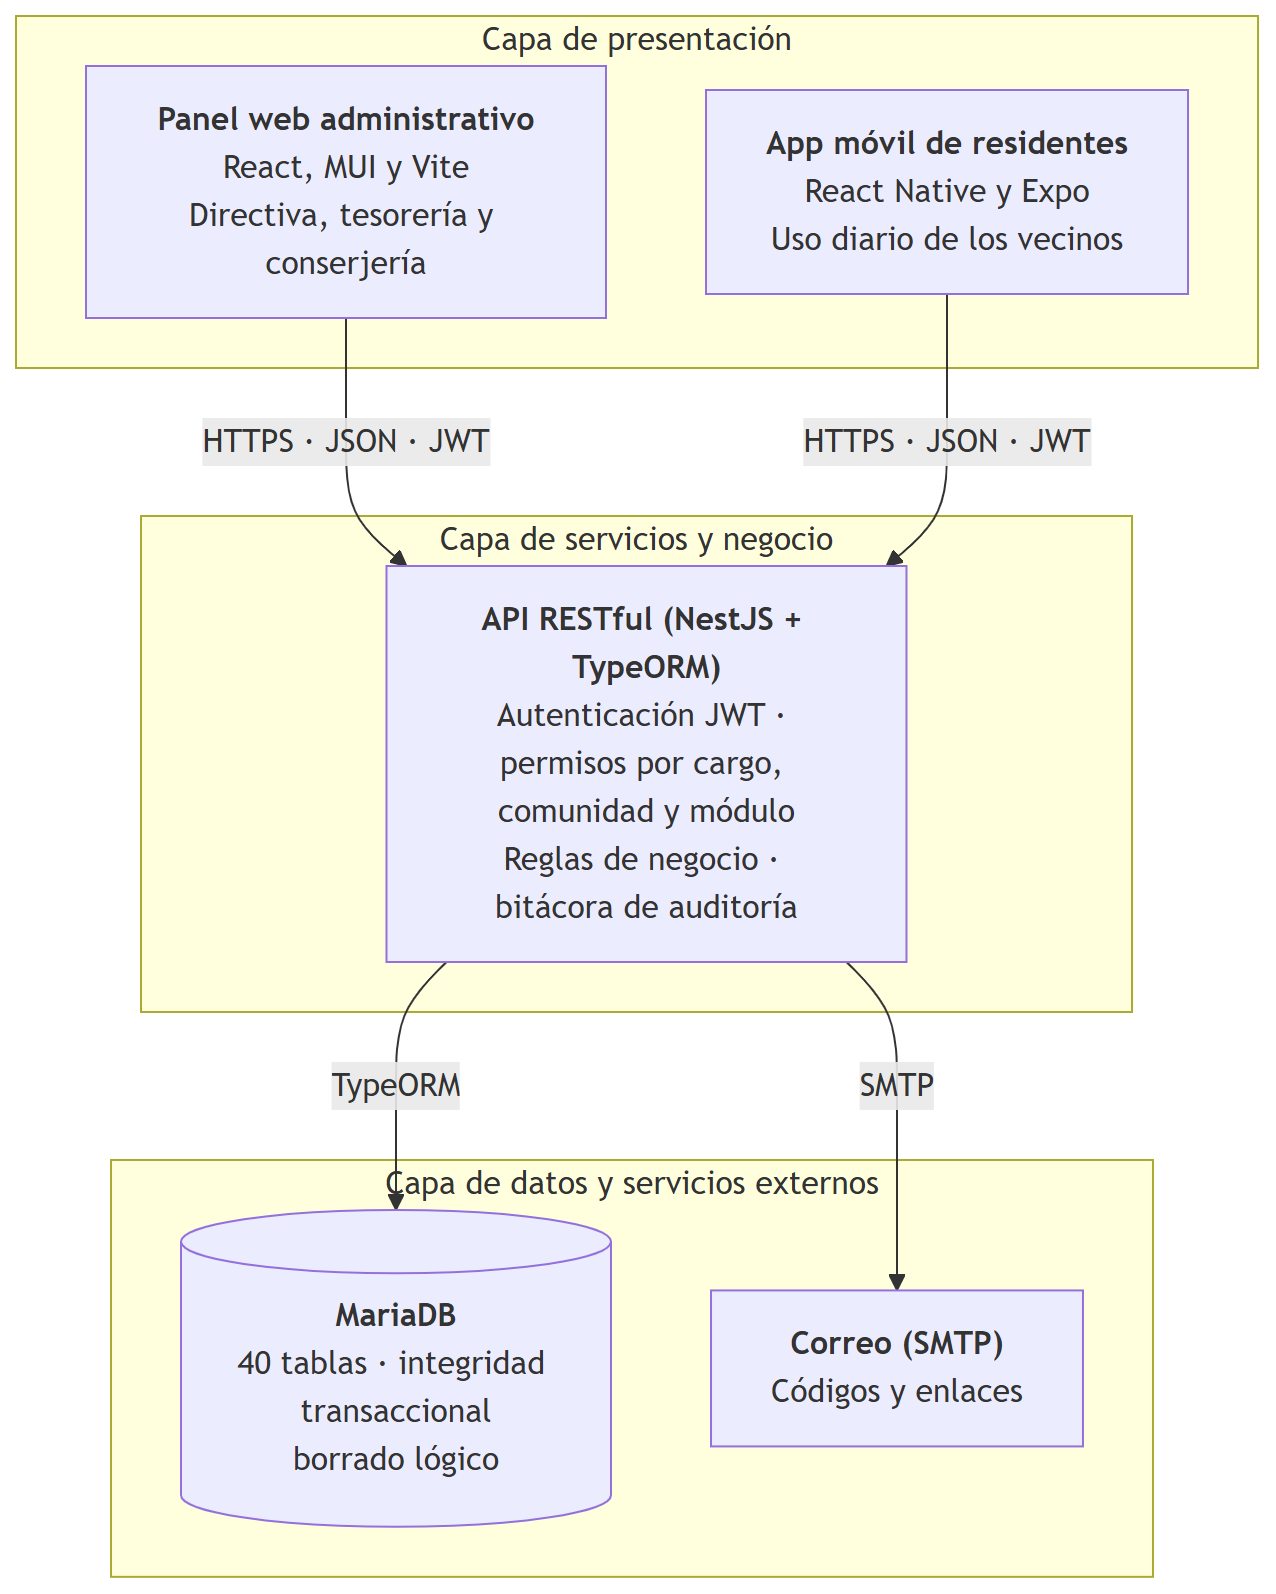 Capa de presentación
Panel web administrativo
React, MUI y Vite
Directiva, tesorería y
conserjería
App móvil de residentes
React Native y Expo
Uso diario de los vecinos
HTTPS · JSON · JWT
HTTPS · JSON · JWT
Capa de servicios y negocio
API RESTful (NestJS +
TypeORM)
Autenticación JWT ·
permisos por cargo,
comunidad y módulo
Reglas de negocio ·
bitácora de auditoría
TypeORM
SMTP
Capa de datos y servicios externos
MariaDB
40 tablas · integridad
transaccional
borrado lógico
Correo (SMTP)
Códigos y enlaces